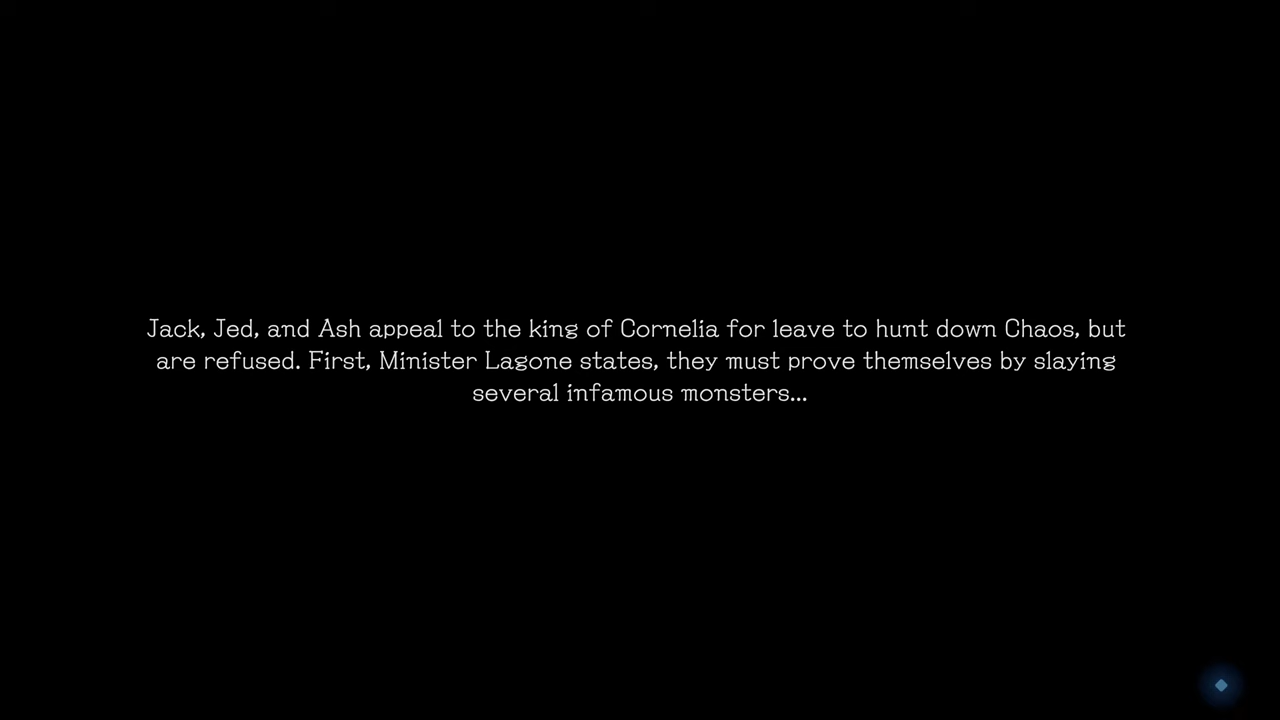 Jack, Jed, and Ash appeal to the king of Cornelia for leave to hunt down Chaos, but
are refused. First, Minister Lagone states, they must prove themselves by slaying
several infamous monsters...